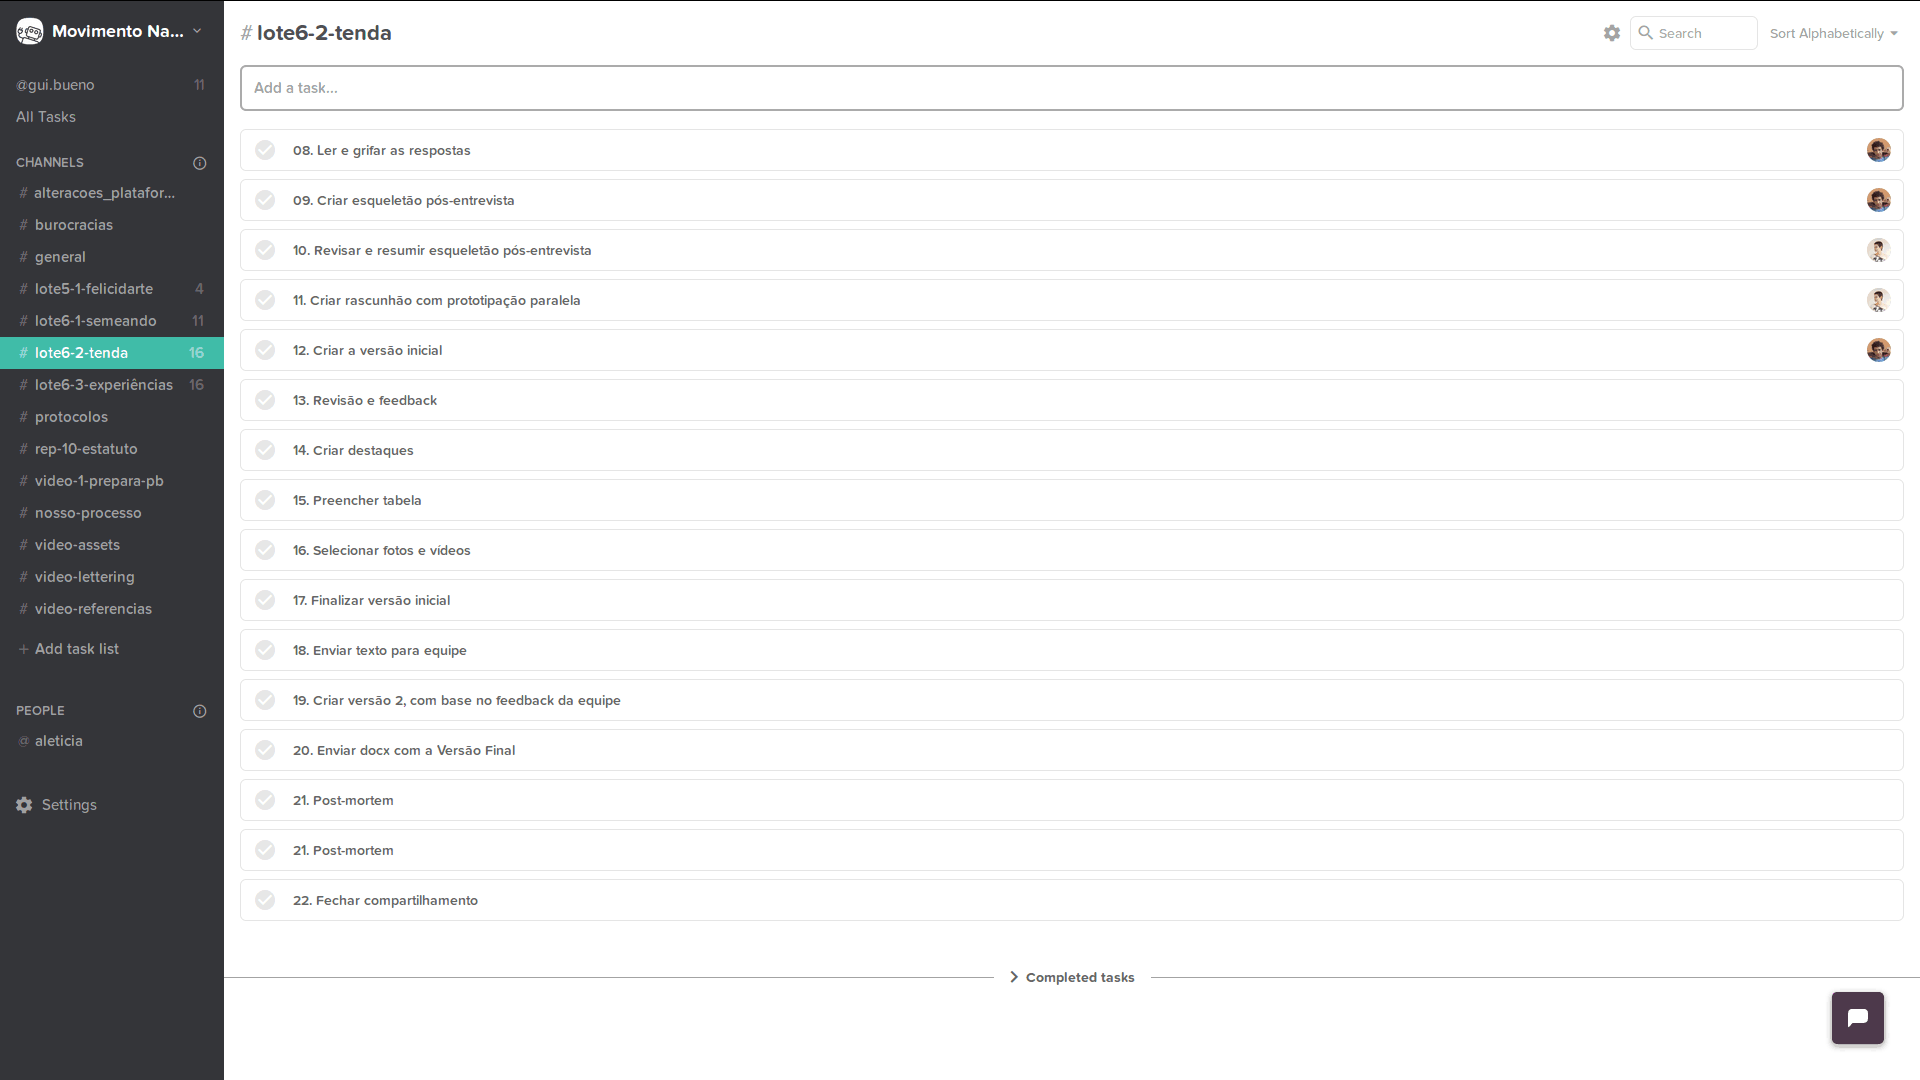 Movimento Na...
@gui.bueno 11
All Tasks
CHANNELS
# alteracoes_platafor...
# burocracias
# general
# lote5-1-felicidarte 4
# lote6-1-semeando 11
# lote6-2-tenda 16
# lote6-3-experiências 16
# protocolos
# rep-10-estatuto
# video-1-prepara-pb
# nosso-processo
# video-assets
# video-lettering
# video-referencias
+ Add task list
PEOPLE
@ aleticia
Settings
# lote6-2-tenda
Search
Sort Alphabetically
Add a task...
08. Ler e grifar as respostas
09. Criar esqueletão pós-entrevista
10. Revisar e resumir esqueletão pós-entrevista
11. Criar rascunhão com prototipação paralela
12. Criar a versão inicial
13. Revisão e feedback
14. Criar destaques
15. Preencher tabela
16. Selecionar fotos e vídeos
17. Finalizar versão inicial
18. Enviar texto para equipe
19. Criar versão 2, com base no feedback da equipe
20. Enviar docx com a Versão Final
21. Post-mortem
21. Post-mortem
22. Fechar compartilhamento
Completed tasks